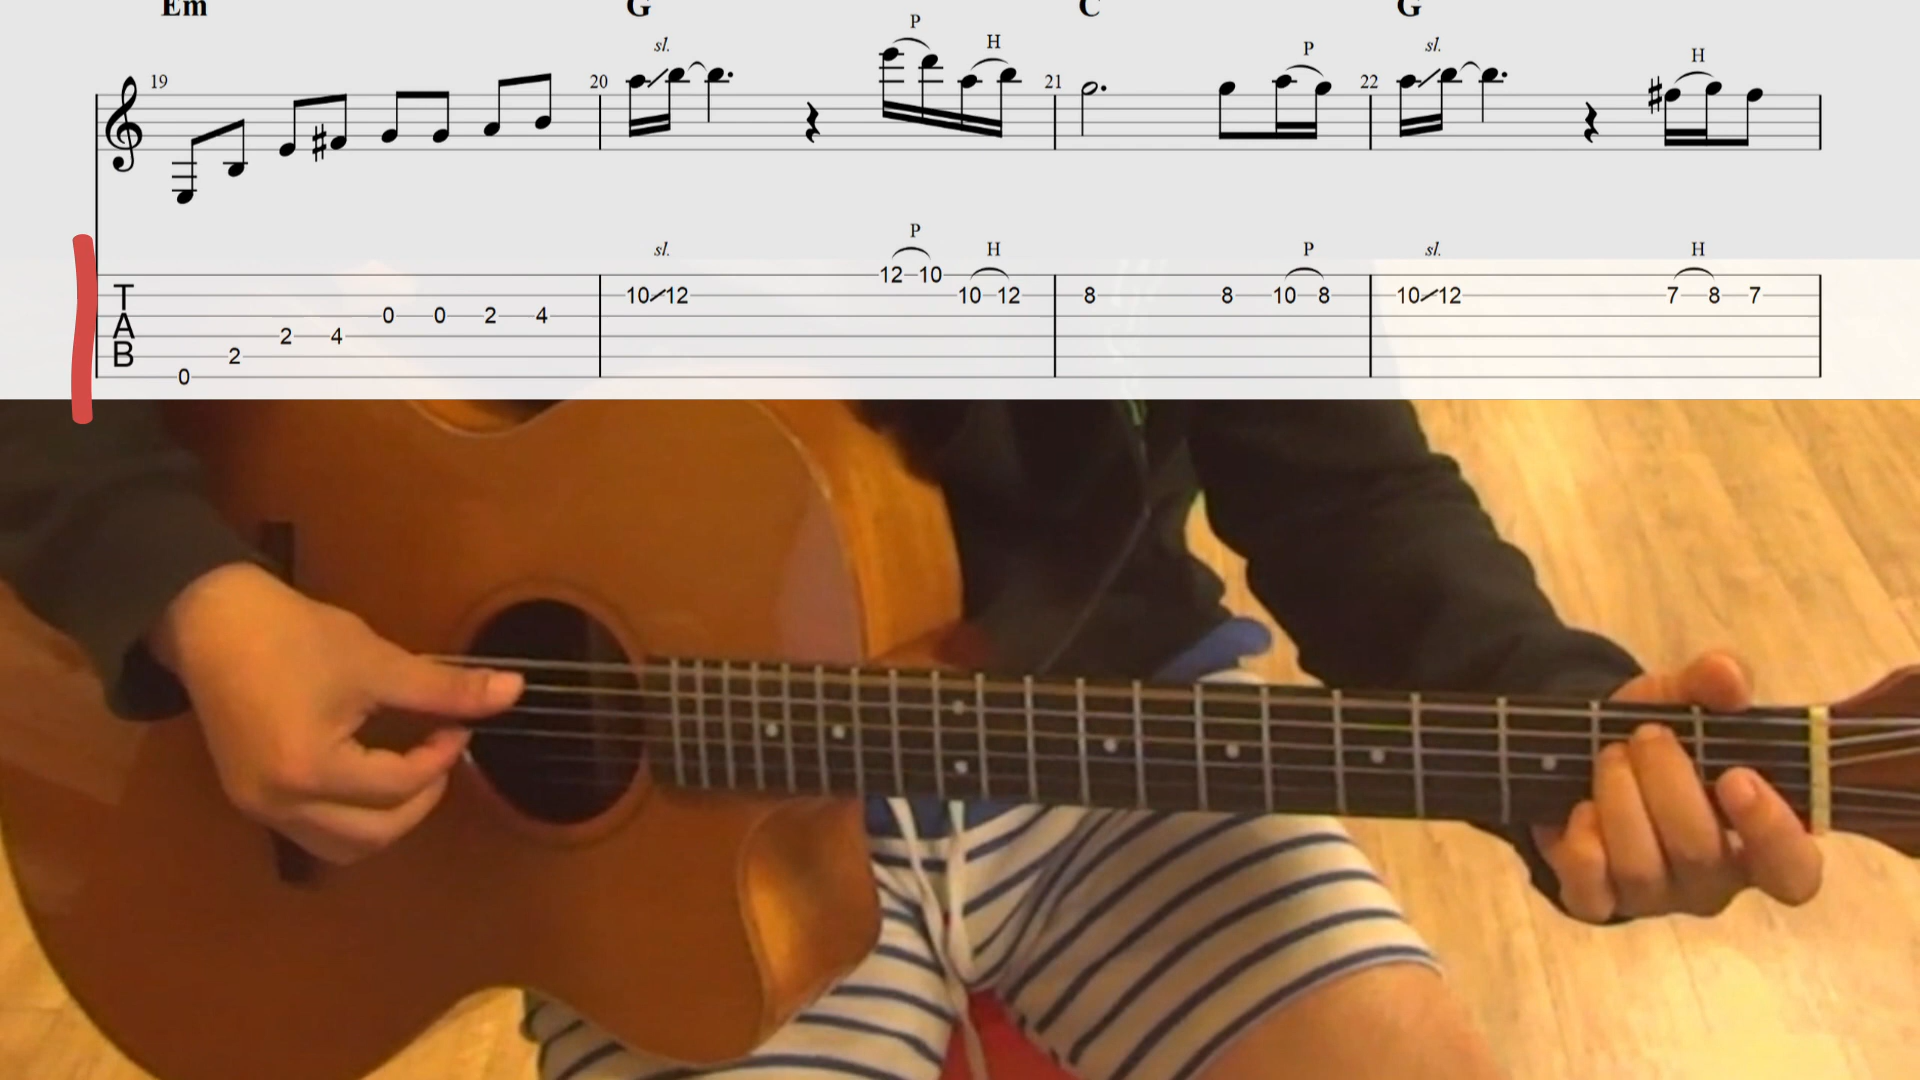 Em G C G
P
sl. H P sl. H
19 20 21 22
P
sl. H P sl. H
12 10
T 10 12 10 12 8 8 10 8 10 12 7 8 7
0 0 2 4
A 2 4
B 2
0